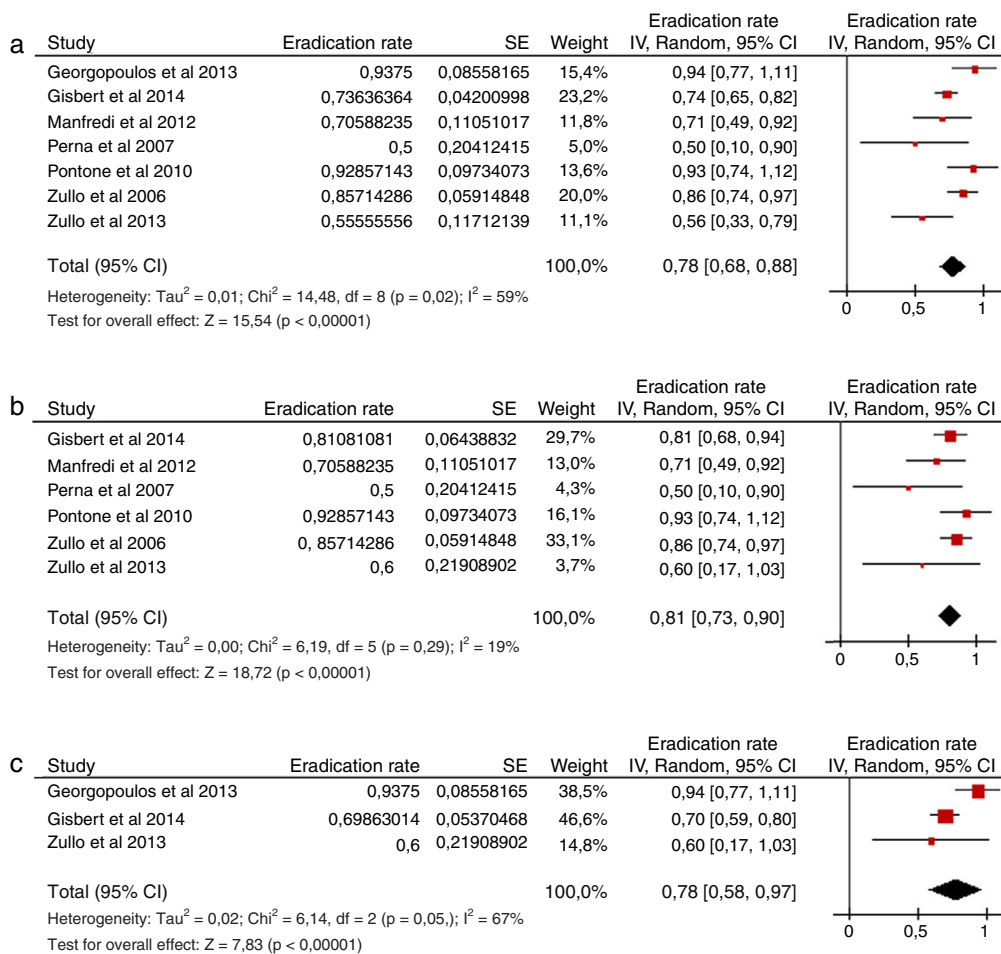 Eradication rate Eradication rate
a Study Eradication rate SE Weight IV, Random, 95% CI IV, Random, 95% CI
Georgopoulos et al 2013 0,9375 0,08558165 15,4% 0,94 [0,77, 1,11]
Gisbert et al 2014 0,73636364 0,04200998 23,2% 0,74 [0,65, 0,82]
Manfredi et al 2012 0,70588235 0,11051017 11,8% 0,71 [0,49, 0,92]
Perna et al 2007 0,5 0,20412415 5,0% 0,50 [0,10, 0,90]
Pontone et al 2010 0,92857143 0,09734073 13,6% 0,93 [0,74, 1,12]
Zullo et al 2006 0,85714286 0,05914848 20,0% 0,86 [0,74, 0,97]
Zullo et al 2013 0,55555556 0,11712139 11,1% 0,56 [0,33, 0,79]
Total (95% CI) 100,0% 0,78 [0,68, 0,88]
Heterogeneity: Tau² = 0,01; Chi² = 14,48, df = 8 (p = 0,02); I² = 59%
Test for overall effect: Z = 15,54 (p < 0,00001)
0 0,5 1
Eradication rate Eradication rate
b Study Eradication rate SE Weight IV, Random, 95% CI IV, Random, 95% CI
Gisbert et al 2014 0,81081081 0,06438832 29,7% 0,81 [0,68, 0,94]
Manfredi et al 2012 0,70588235 0,11051017 13,0% 0,71 [0,49, 0,92]
Perna et al 2007 0,5 0,20412415 4,3% 0,50 [0,10, 0,90]
Pontone et al 2010 0,92857143 0,09734073 16,1% 0,93 [0,74, 1,12]
Zullo et al 2006 0, 85714286 0,05914848 33,1% 0,86 [0,74, 0,97]
Zullo et al 2013 0,6 0,21908902 3,7% 0,60 [0,17, 1,03]
Total (95% CI) 100,0% 0,81 [0,73, 0,90]
Heterogeneity: Tau² = 0,00; Chi² = 6,19, df = 5 (p = 0,29); I² = 19%
Test for overall effect: Z = 18,72 (p < 0,00001)
0 0,5 1
Eradication rate Eradication rate
c Study Eradication rate SE Weight IV, Random, 95% CI IV, Random, 95% CI
Georgopoulos et al 2013 0,9375 0,08558165 38,5% 0,94 [0,77, 1,11]
Gisbert et al 2014 0,69863014 0,05370468 46,6% 0,70 [0,59, 0,80]
Zullo et al 2013 0,6 0,21908902 14,8% 0,60 [0,17, 1,03]
Total (95% CI) 100,0% 0,78 [0,58, 0,97]
Heterogeneity: Tau² = 0,02; Chi² = 6,14, df = 2 (p = 0,05,); I² = 67%
Test for overall effect: Z = 7,83 (p < 0,00001)
0 0,5 1